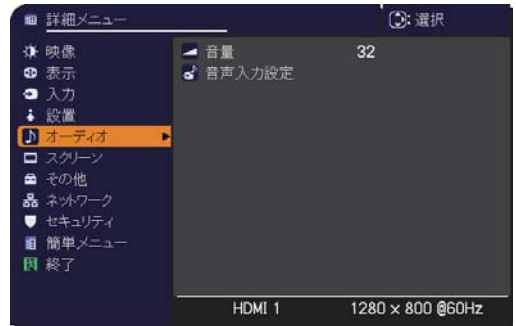 詳細メニュー
:選択
映像
表示
入力
設置
オーディオ
スクリーン
その他
ネットワーク
セキュリティ
簡単メニュー
終了
音量 32
音声入力設定
HDMI 1 1280 × 800 @60Hz